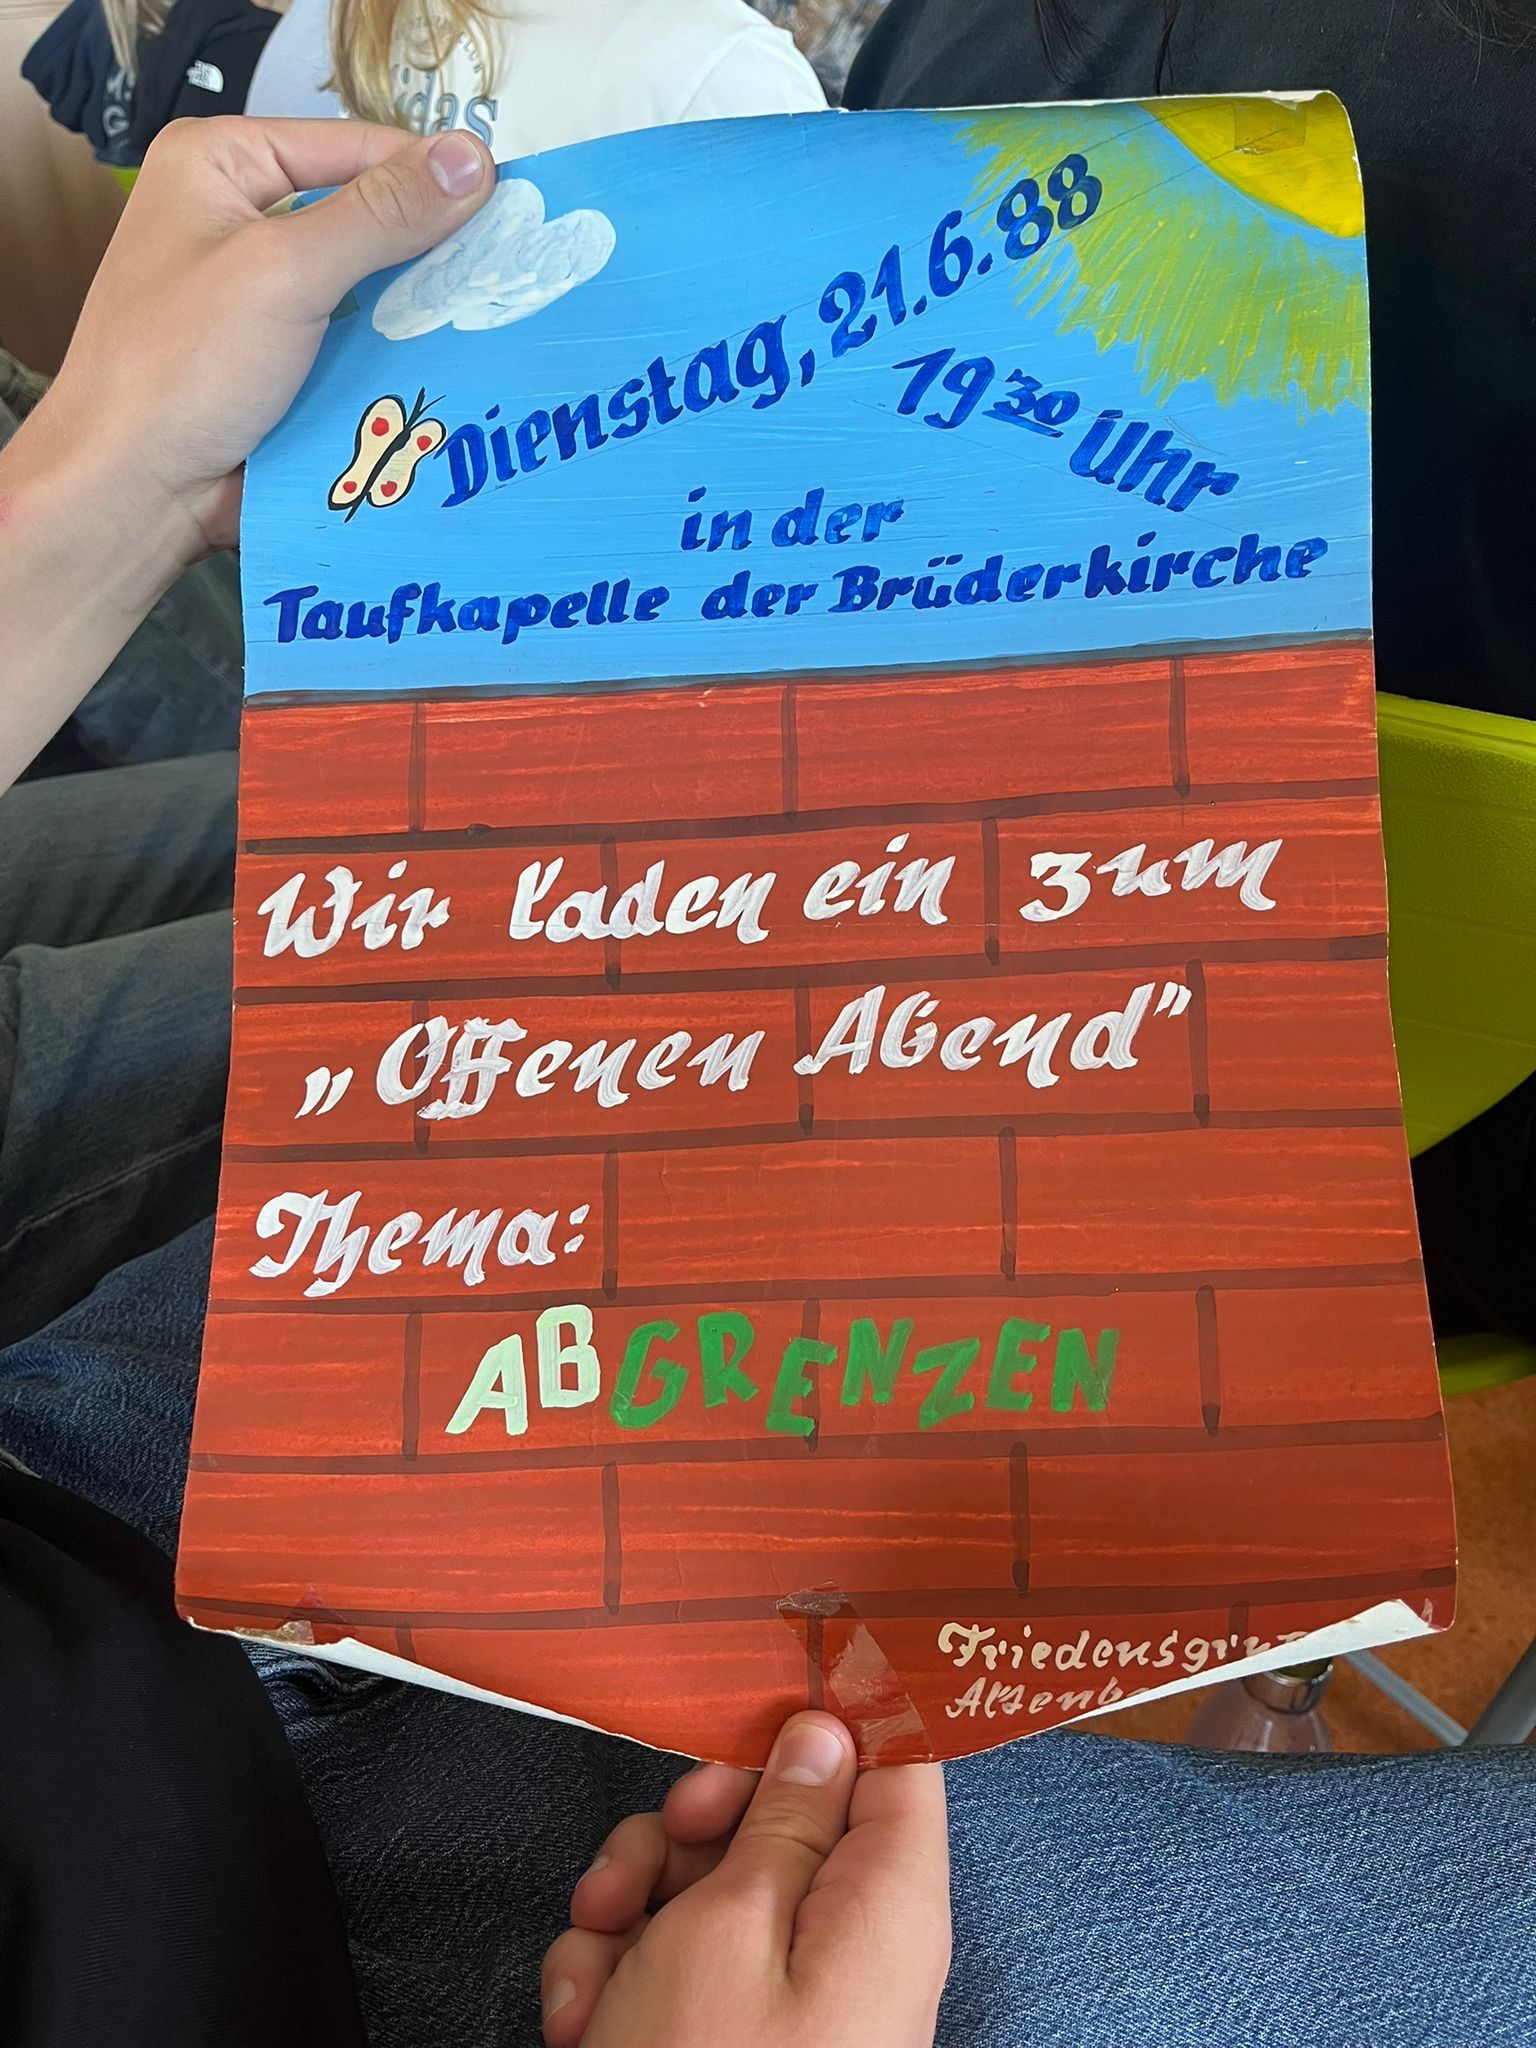 Dienstag, 21.6.88
19³⁰ Uhr
in der
Taufkapelle der Brüderkirche
Wir laden ein zum
„Offenen Abend”
Thema:
ABGRENZEN